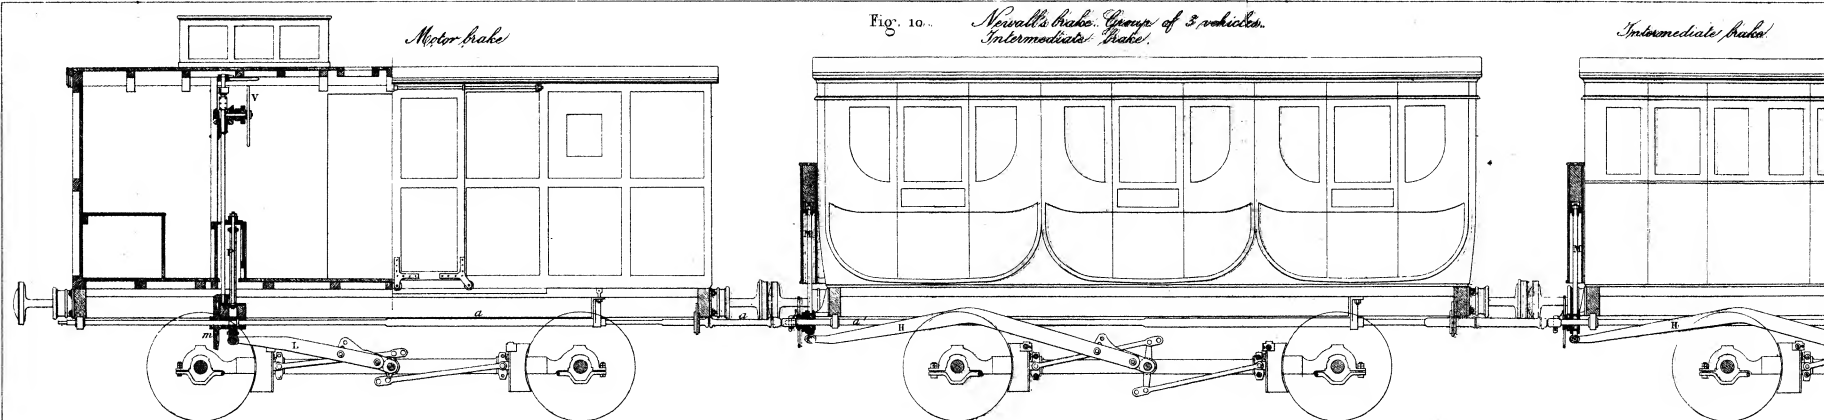 Motor brake
Fig. 10.
Newall's brake. Group of 3 vehicles.
Intermediate brake.
Intermediate brake.
V
P
M
M
a
a
a
m
L
H
H